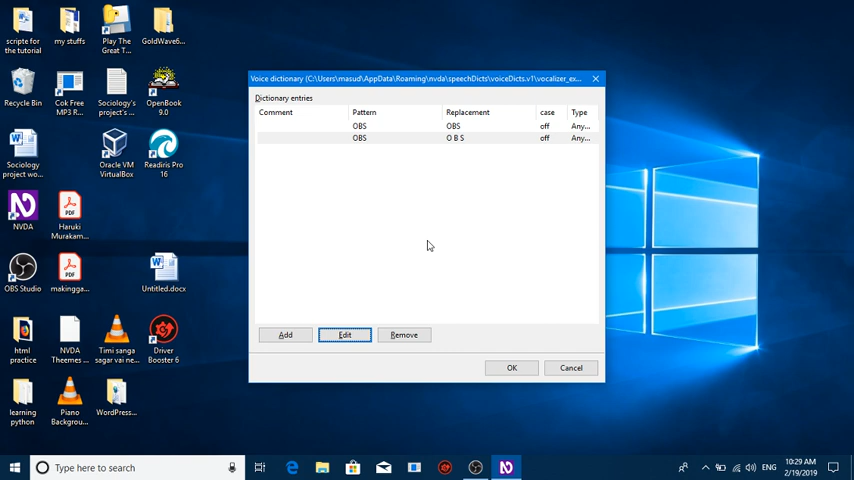 scripte for
the tutorial
my stuffs
Play The
Great T...
GoldWave6...
Recycle Bin
Cok Free
MP3 R...
Sociology's
project's ...
OpenBook
9.0
Sociology
project wo...
Oracle VM
VirtualBox
Readiris Pro
16
NVDA
PDF
Haruki
Murakam...
OBS Studio
PDF
makingga...
Untitled.docx
html
practice
NVDA
Theemes ...
Timi sanga
sagar vai ne...
Driver
Booster 6
learning
python
Piano
Backgrou...
WordPress...
Voice dictionary (C:\Users\masud\AppData\Roaming\nvda\speechDicts\voiceDicts.v1\vocalizer_ex...
Dictionary entries
Comment Pattern Replacement case Type
OBS OBS off Any...
OBS O B S off Any...
Add Edit Remove
OK Cancel
Type here to search
ENG
10:29 AM
2/19/2019